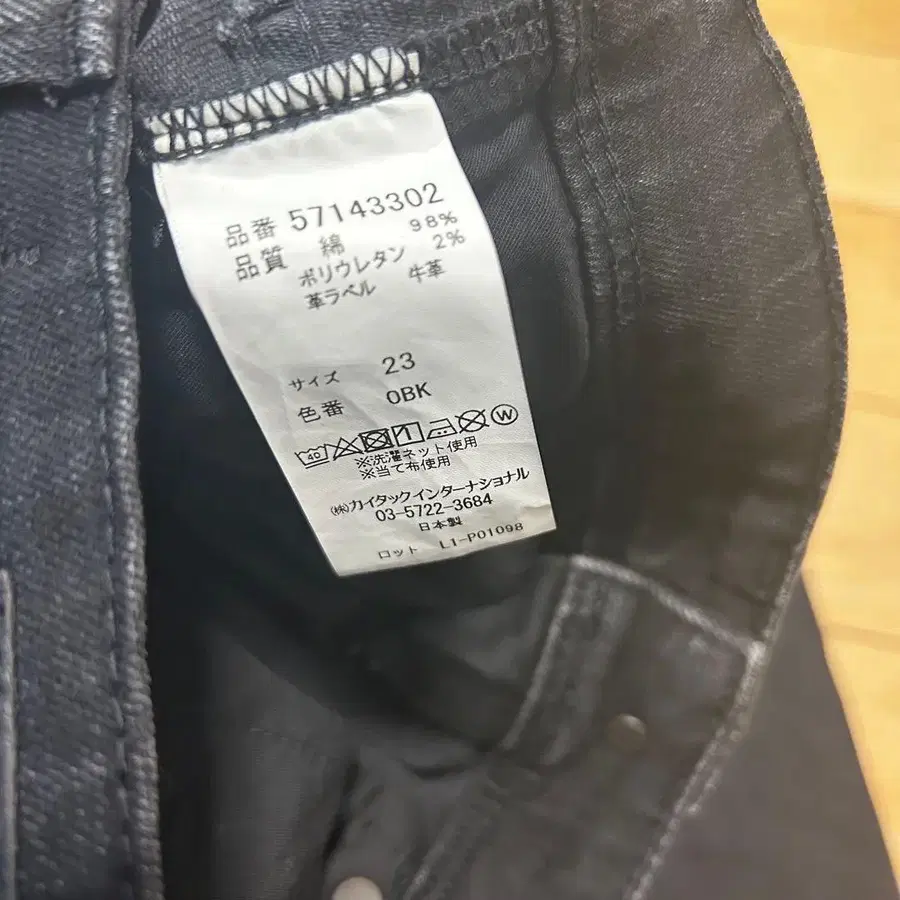 品番 57143302
品質 綿 98%
ポリウレタン 2%
革ラベル 牛革
サイズ 23
色番 0BK
40 W
※洗濯ネット使用
※当て布使用
㈱カイタックインターナショナル
03-5722-3684
日本製
ロット L1-P01098